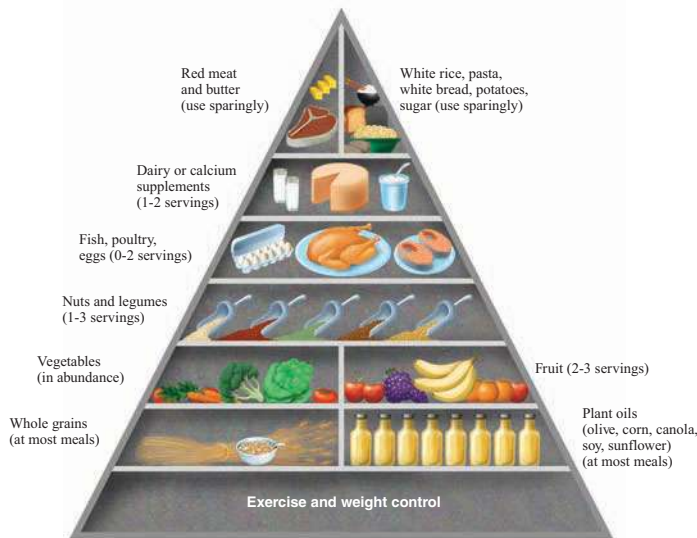 Red meat
and butter
(use sparingly)
White rice, pasta,
white bread, potatoes,
sugar (use sparingly)
Dairy or calcium
supplements
(1-2 servings)
Fish, poultry,
eggs (0-2 servings)
Nuts and legumes
(1-3 servings)
Vegetables
(in abundance)
Fruit (2-3 servings)
Whole grains
(at most meals)
Plant oils
(olive, corn, canola,
soy, sunflower)
(at most meals)
Exercise and weight control